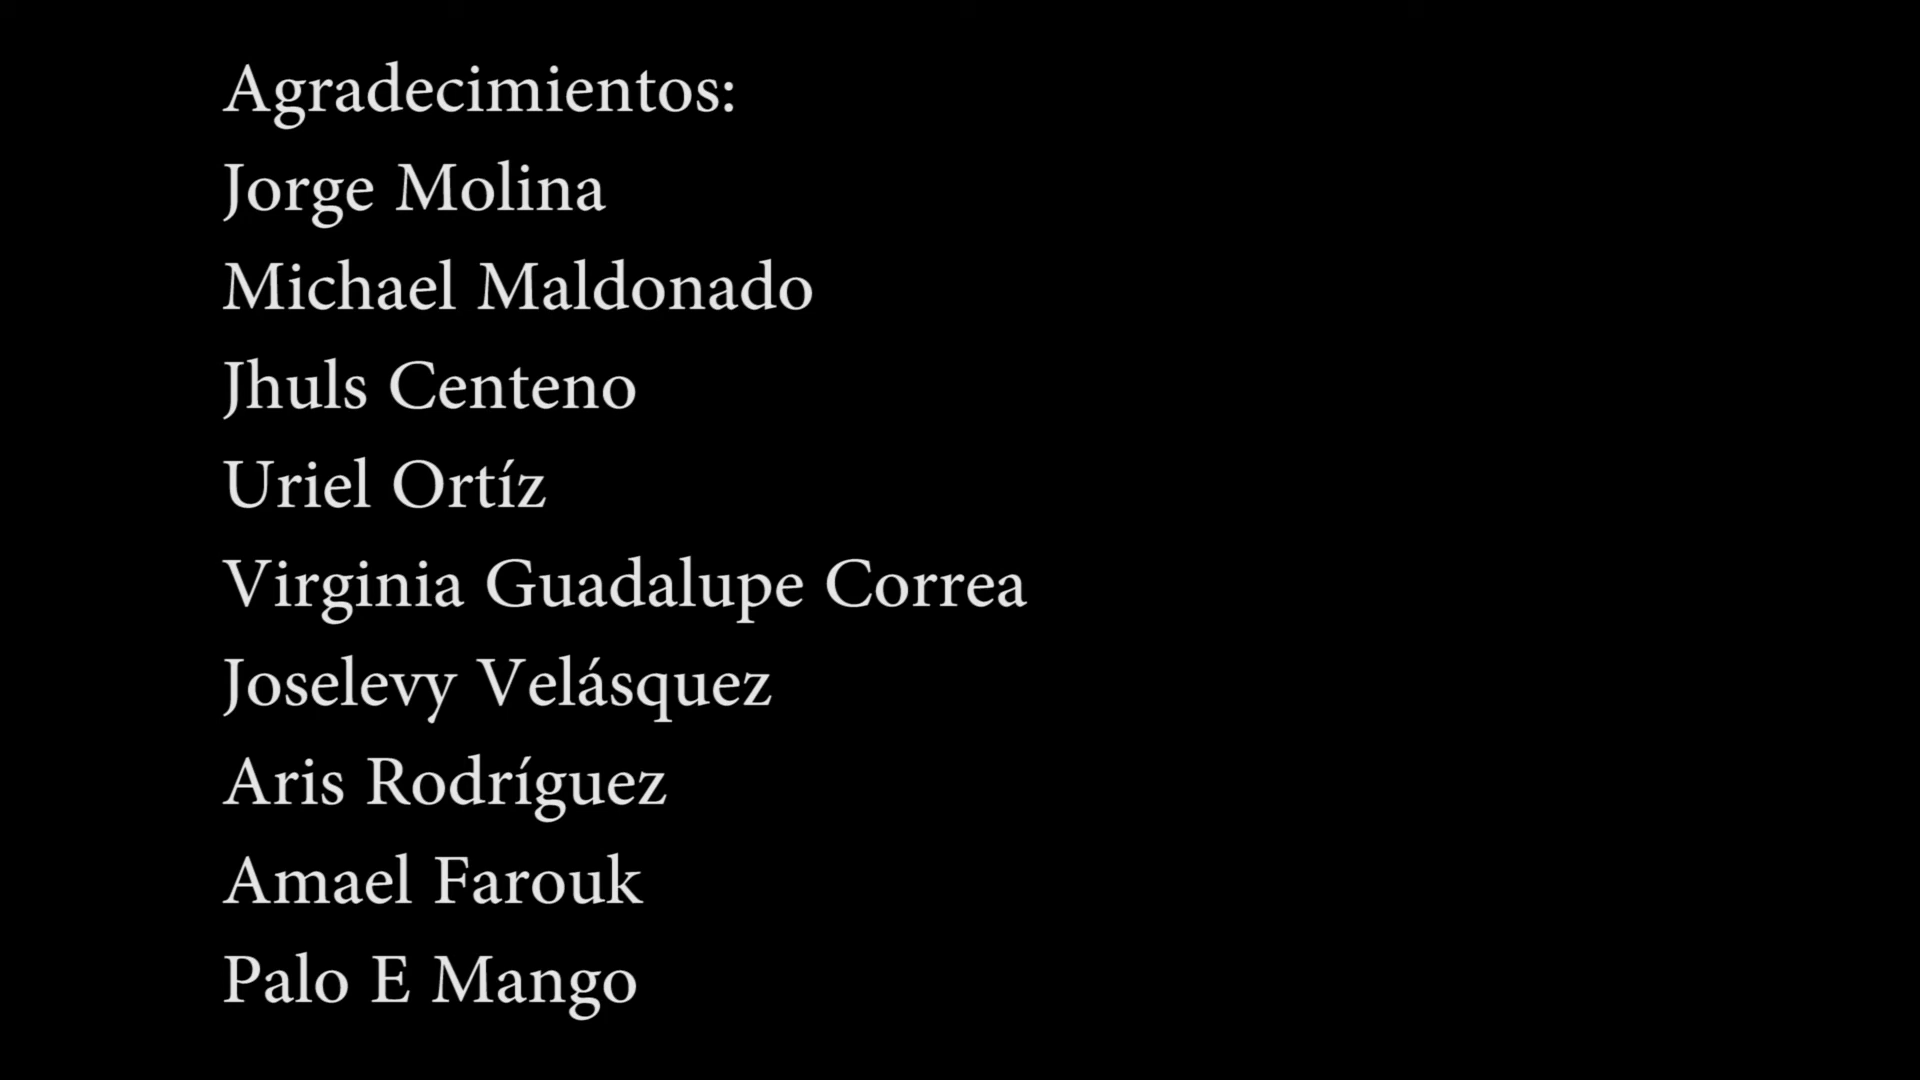 Agradecimientos:
Jorge Molina
Michael Maldonado
Jhuls Centeno
Uriel Ortíz
Virginia Guadalupe Correa
Joselevy Velásquez
Aris Rodríguez
Amael Farouk
Palo E Mango